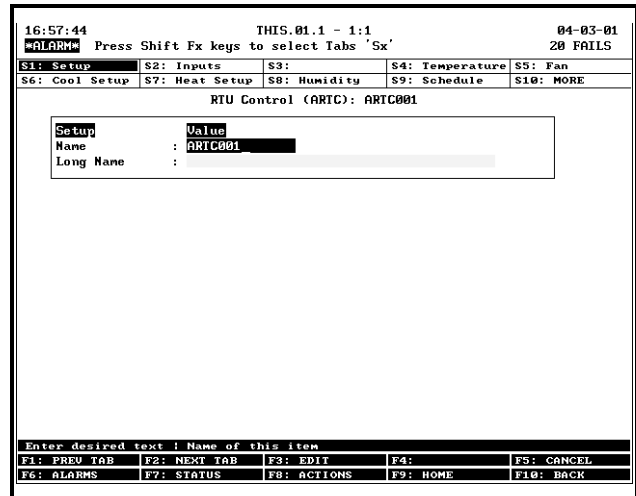 16:57:44 THIS.01.1 - 1:1 04-03-01
*ALARM* Press Shift Fx keys to select Tabs 'Sx' 20 FAILS
S1: Setup S2: Inputs S3: S4: Temperature S5: Fan
S6: Cool Setup S7: Heat Setup S8: Humidity S9: Schedule S10: MORE
RTU Control (ARTC): ARTC001
Setup Value
Name : ARTC001_
Long Name :
Enter desired text ¦ Name of this item
F1: PREV TAB F2: NEXT TAB F3: EDIT F4: F5: CANCEL
F6: ALARMS F7: STATUS F8: ACTIONS F9: HOME F10: BACK